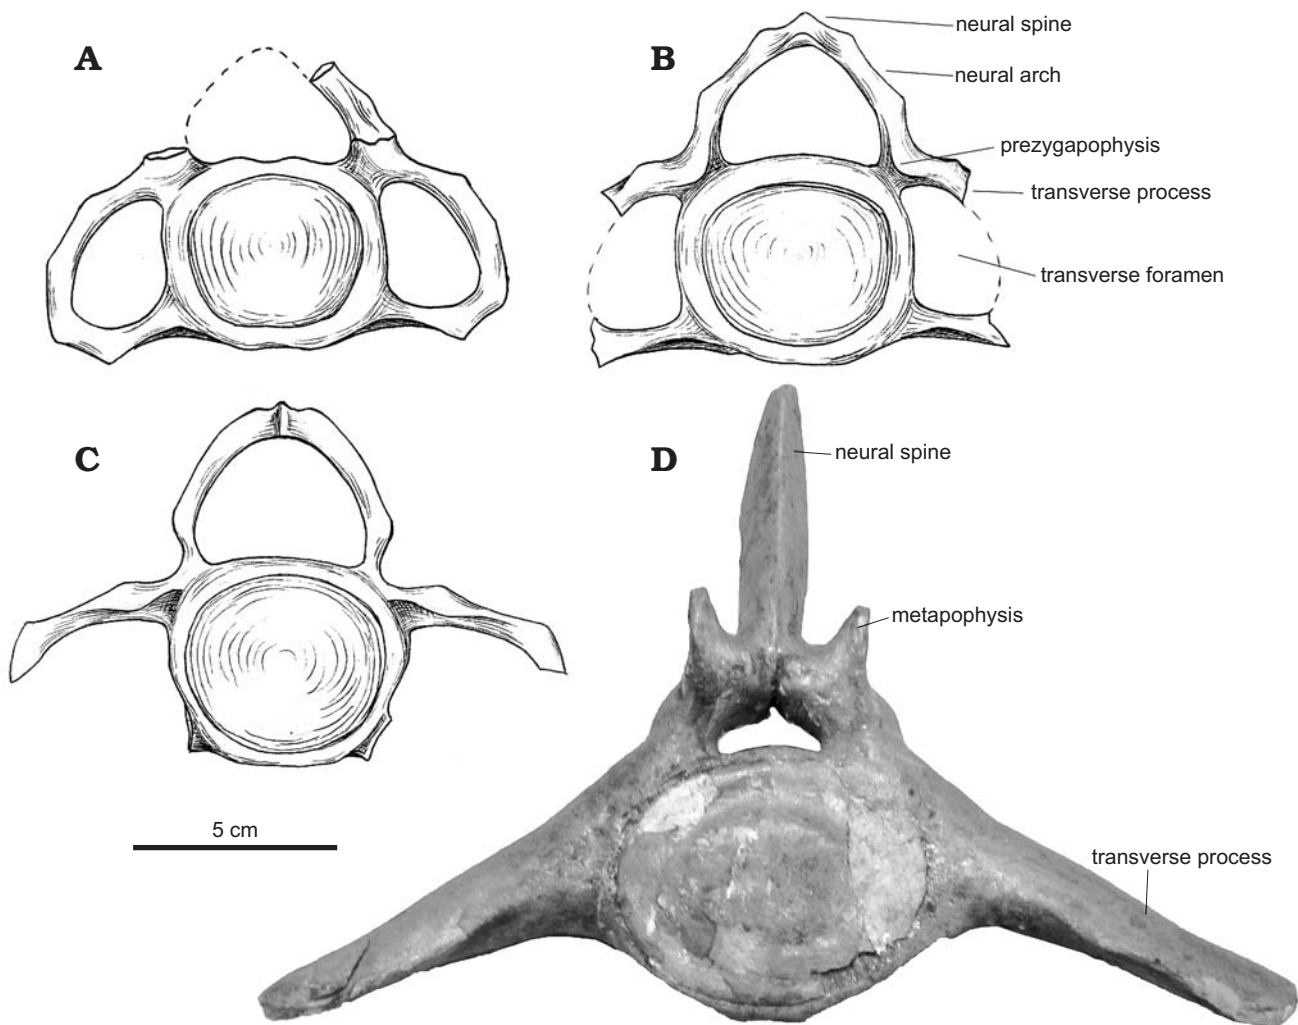 A
B
neural spine
neural arch
prezygapophysis
transverse process
transverse foramen
C
D
neural spine
metapophysis
5 cm
transverse process